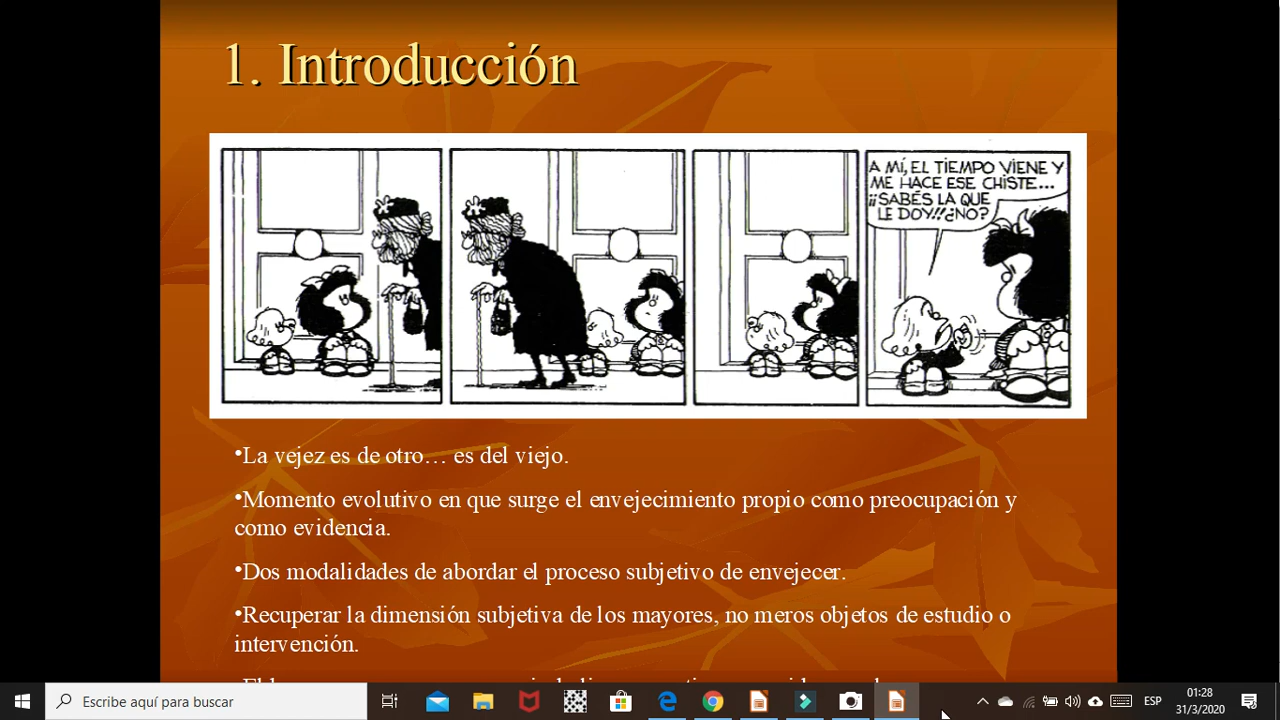 1. Introducción
A MÍ, EL TIEMPO VIENE Y
ME HACE ESE CHISTE...
¡¡SABÉS LA QUE
LE DOY!!¿NO?
•La vejez es de otro… es del viejo.
•Momento evolutivo en que surge el envejecimiento propio como preocupación y
como evidencia.
•Dos modalidades de abordar el proceso subjetivo de envejecer.
•Recuperar la dimensión subjetiva de los mayores, no meros objetos de estudio o
intervención.
Escribe aquí para buscar
ESP
01:28
31/3/2020